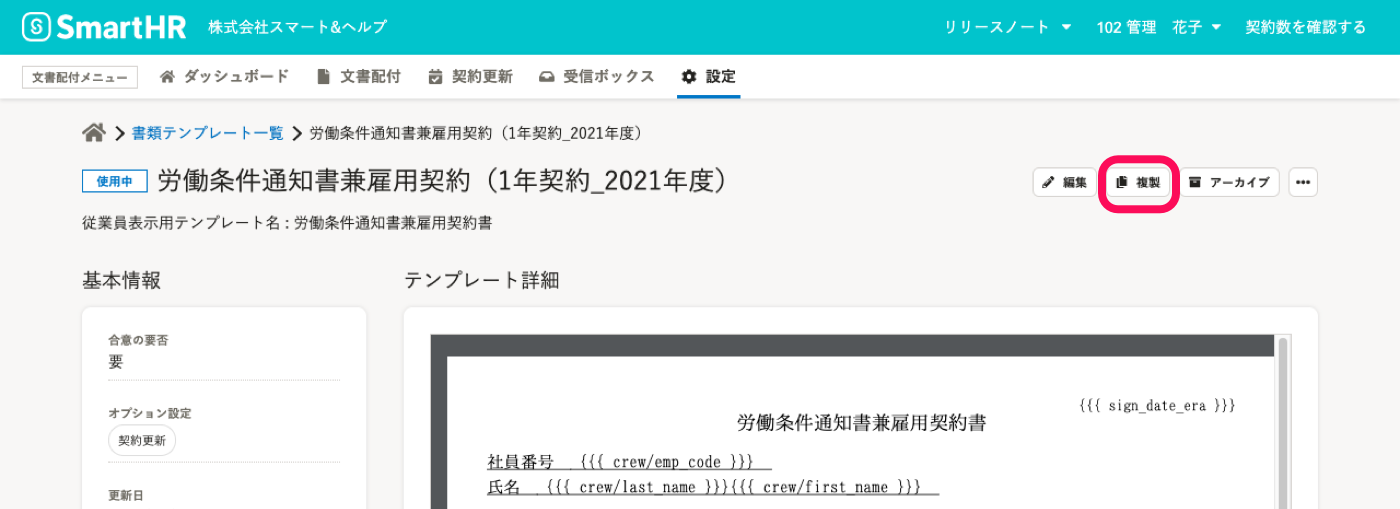 SmartHR 株式会社スマート&ヘルプ リリースノート 102 管理 花子 契約数を確認する
文書配付メニュー ダッシュボード 文書配付 契約更新 受信ボックス 設定
書類テンプレート一覧 労働条件通知書兼雇用契約（1年契約_2021年度）
使用中 労働条件通知書兼雇用契約（1年契約_2021年度） 編集 複製 アーカイブ
従業員表示用テンプレート名 : 労働条件通知書兼雇用契約書
基本情報
合意の要否
要
オプション設定
契約更新
更新日
テンプレート詳細
{{{ sign_date_era }}}
労働条件通知書兼雇用契約書
社員番号 {{{ crew/emp_code }}}
氏名 {{{ crew/last_name }}}{{{ crew/first_name }}}